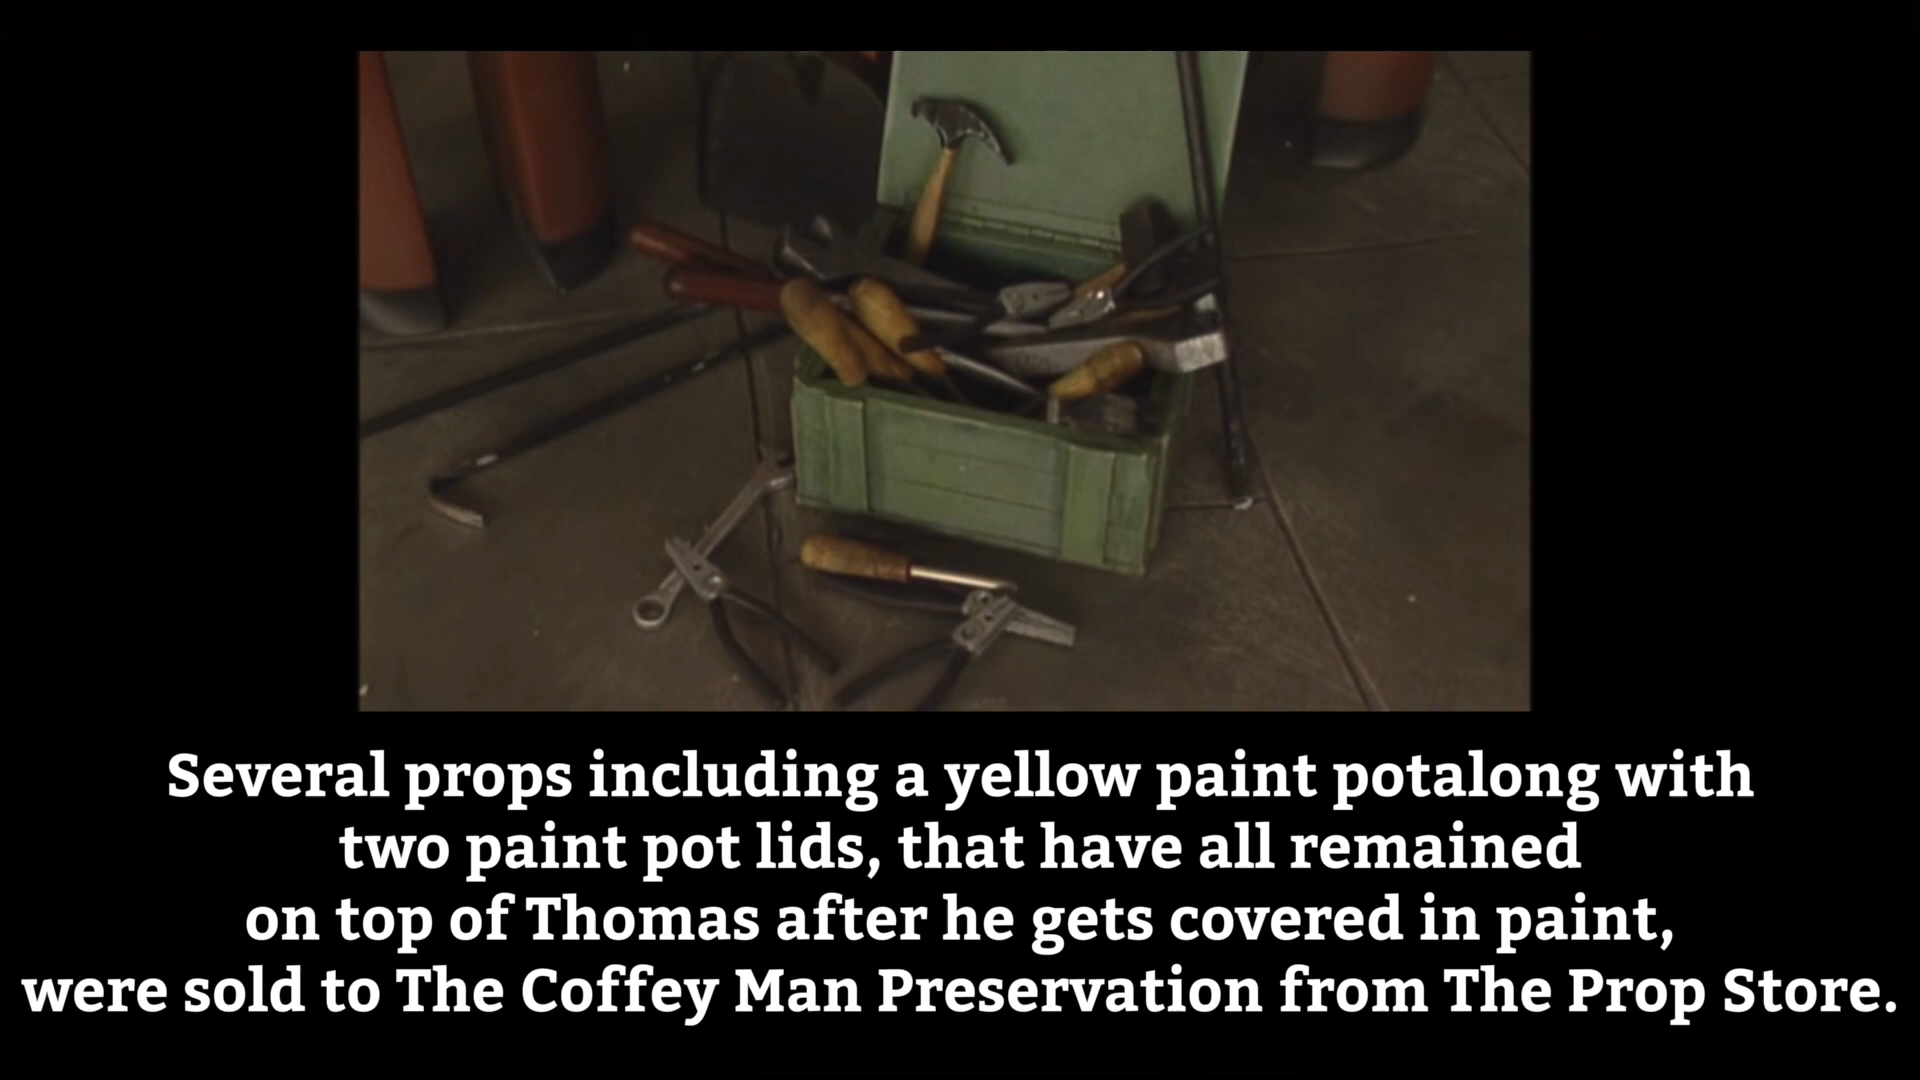 Several props including a yellow paint potalong with
two paint pot lids, that have all remained
on top of Thomas after he gets covered in paint,
were sold to The Coffey Man Preservation from The Prop Store.